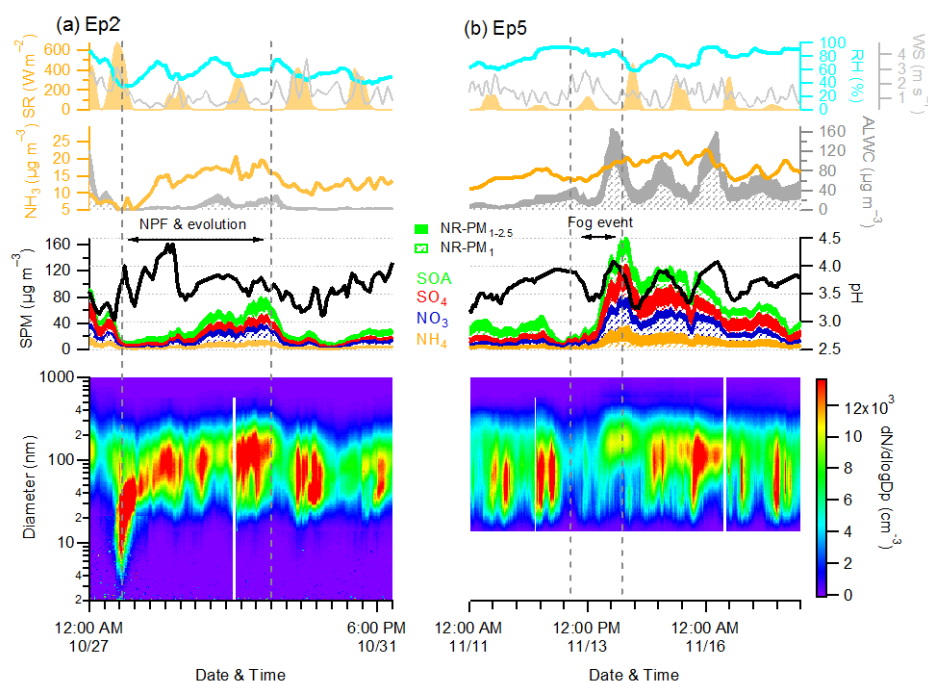 (a) Ep2
(b) Ep5
600
400
200
0
SR (W m⁻²)
100
80
60
40
20
0
RH (%)
4
3
2
1
WS (m s⁻¹)
25
20
15
10
5
NH₃ (µg m⁻³)
160
120
80
40
0
ALWC (µg m⁻³)
NPF & evolution
Fog event
NR-PM₁₋₂.₅
NR-PM₁
SOA
SO₄
NO₃
NH₄
160
120
80
40
0
SPM (µg m⁻³)
4.5
4.0
3.5
3.0
2.5
pH
1000
4
2
100
4
2
10
4
2
Diameter (nm)
12x10³
10
8
6
4
2
0
dN/dlogDp (cm⁻³)
12:00 AM
10/27
6:00 PM
10/31
12:00 AM
11/11
12:00 PM
11/13
12:00 AM
11/16
Date & Time
Date & Time